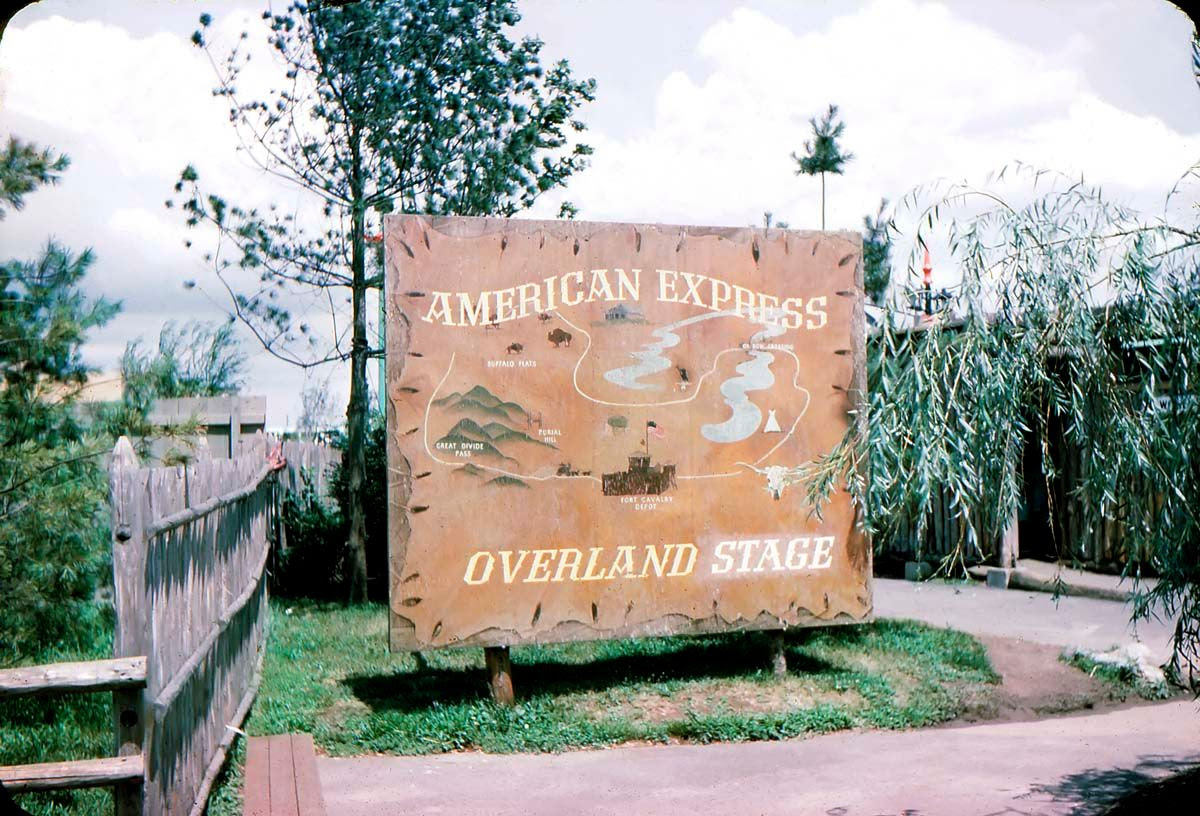 AMERICAN EXPRESS
BUFFALO FLATS
BURIAL
HILL
GREAT DIVIDE
PASS
FORT CAVALRY
DEPOT
OVERLAND STAGE